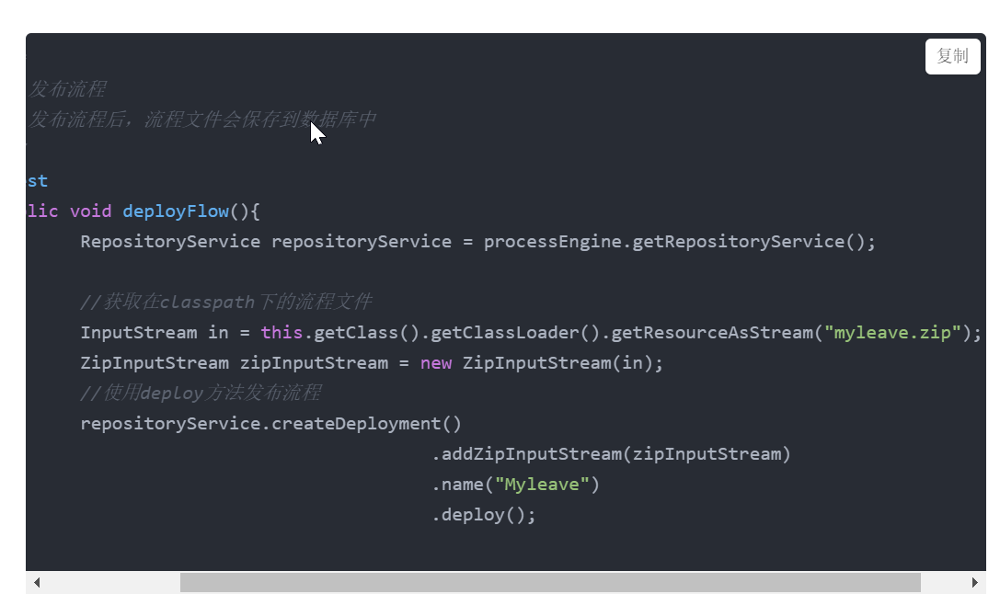 复制
发布流程
发布流程后，流程文件会保存到数据库中
st
lic void deployFlow(){
RepositoryService repositoryService = processEngine.getRepositoryService();
//获取在classpath下的流程文件
InputStream in = this.getClass().getClassLoader().getResourceAsStream("myleave.zip");
ZipInputStream zipInputStream = new ZipInputStream(in);
//使用deploy方法发布流程
repositoryService.createDeployment()
.addZipInputStream(zipInputStream)
.name("Myleave")
.deploy();